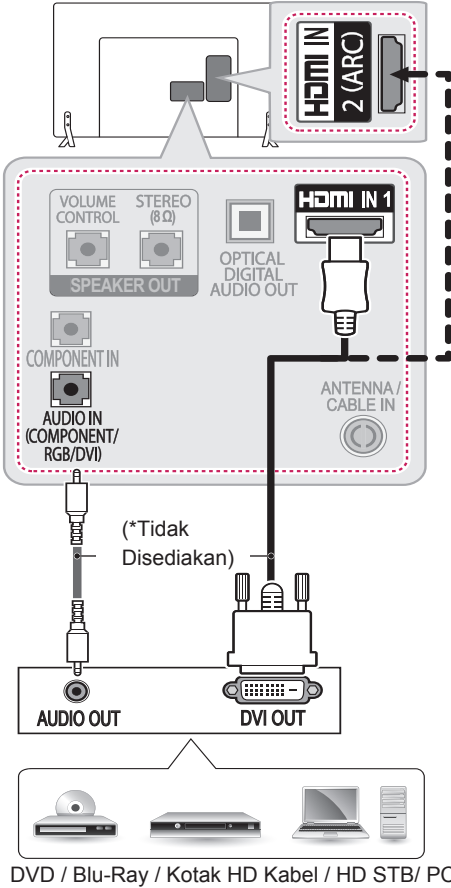 HDMI IN
2 (ARC)
HDMI IN 1
VOLUME
CONTROL
STEREO
(8 Ω)
SPEAKER OUT
OPTICAL
DIGITAL
AUDIO OUT
COMPONENT IN
AUDIO IN
(COMPONENT/
RGB/DVI)
ANTENNA /
CABLE IN
(*Tidak
Disediakan)
AUDIO OUT
DVI OUT
DVD / Blu-Ray / Kotak HD Kabel / HD STB/ PC